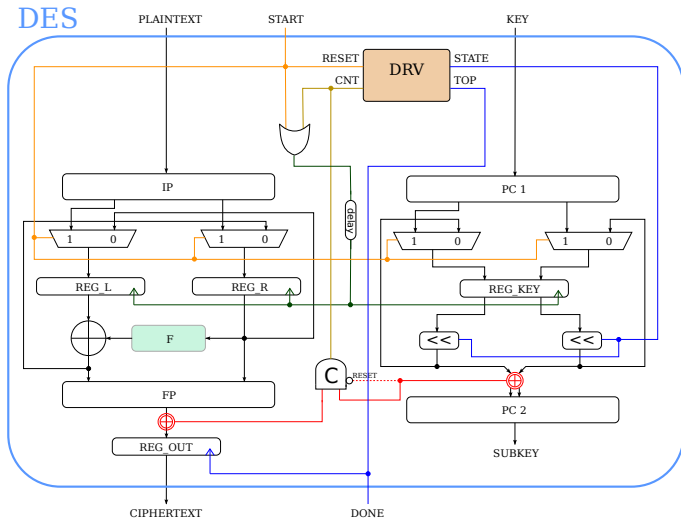 DES
PLAINTEXT START KEY
RESET DRV STATE
CNT TOP
IP PC 1
delay
1 0 1 0 1 0 1 0
REG_L REG_R REG_KEY
F << <<
C RESET
FP PC 2
REG_OUT
SUBKEY
CIPHERTEXT DONE